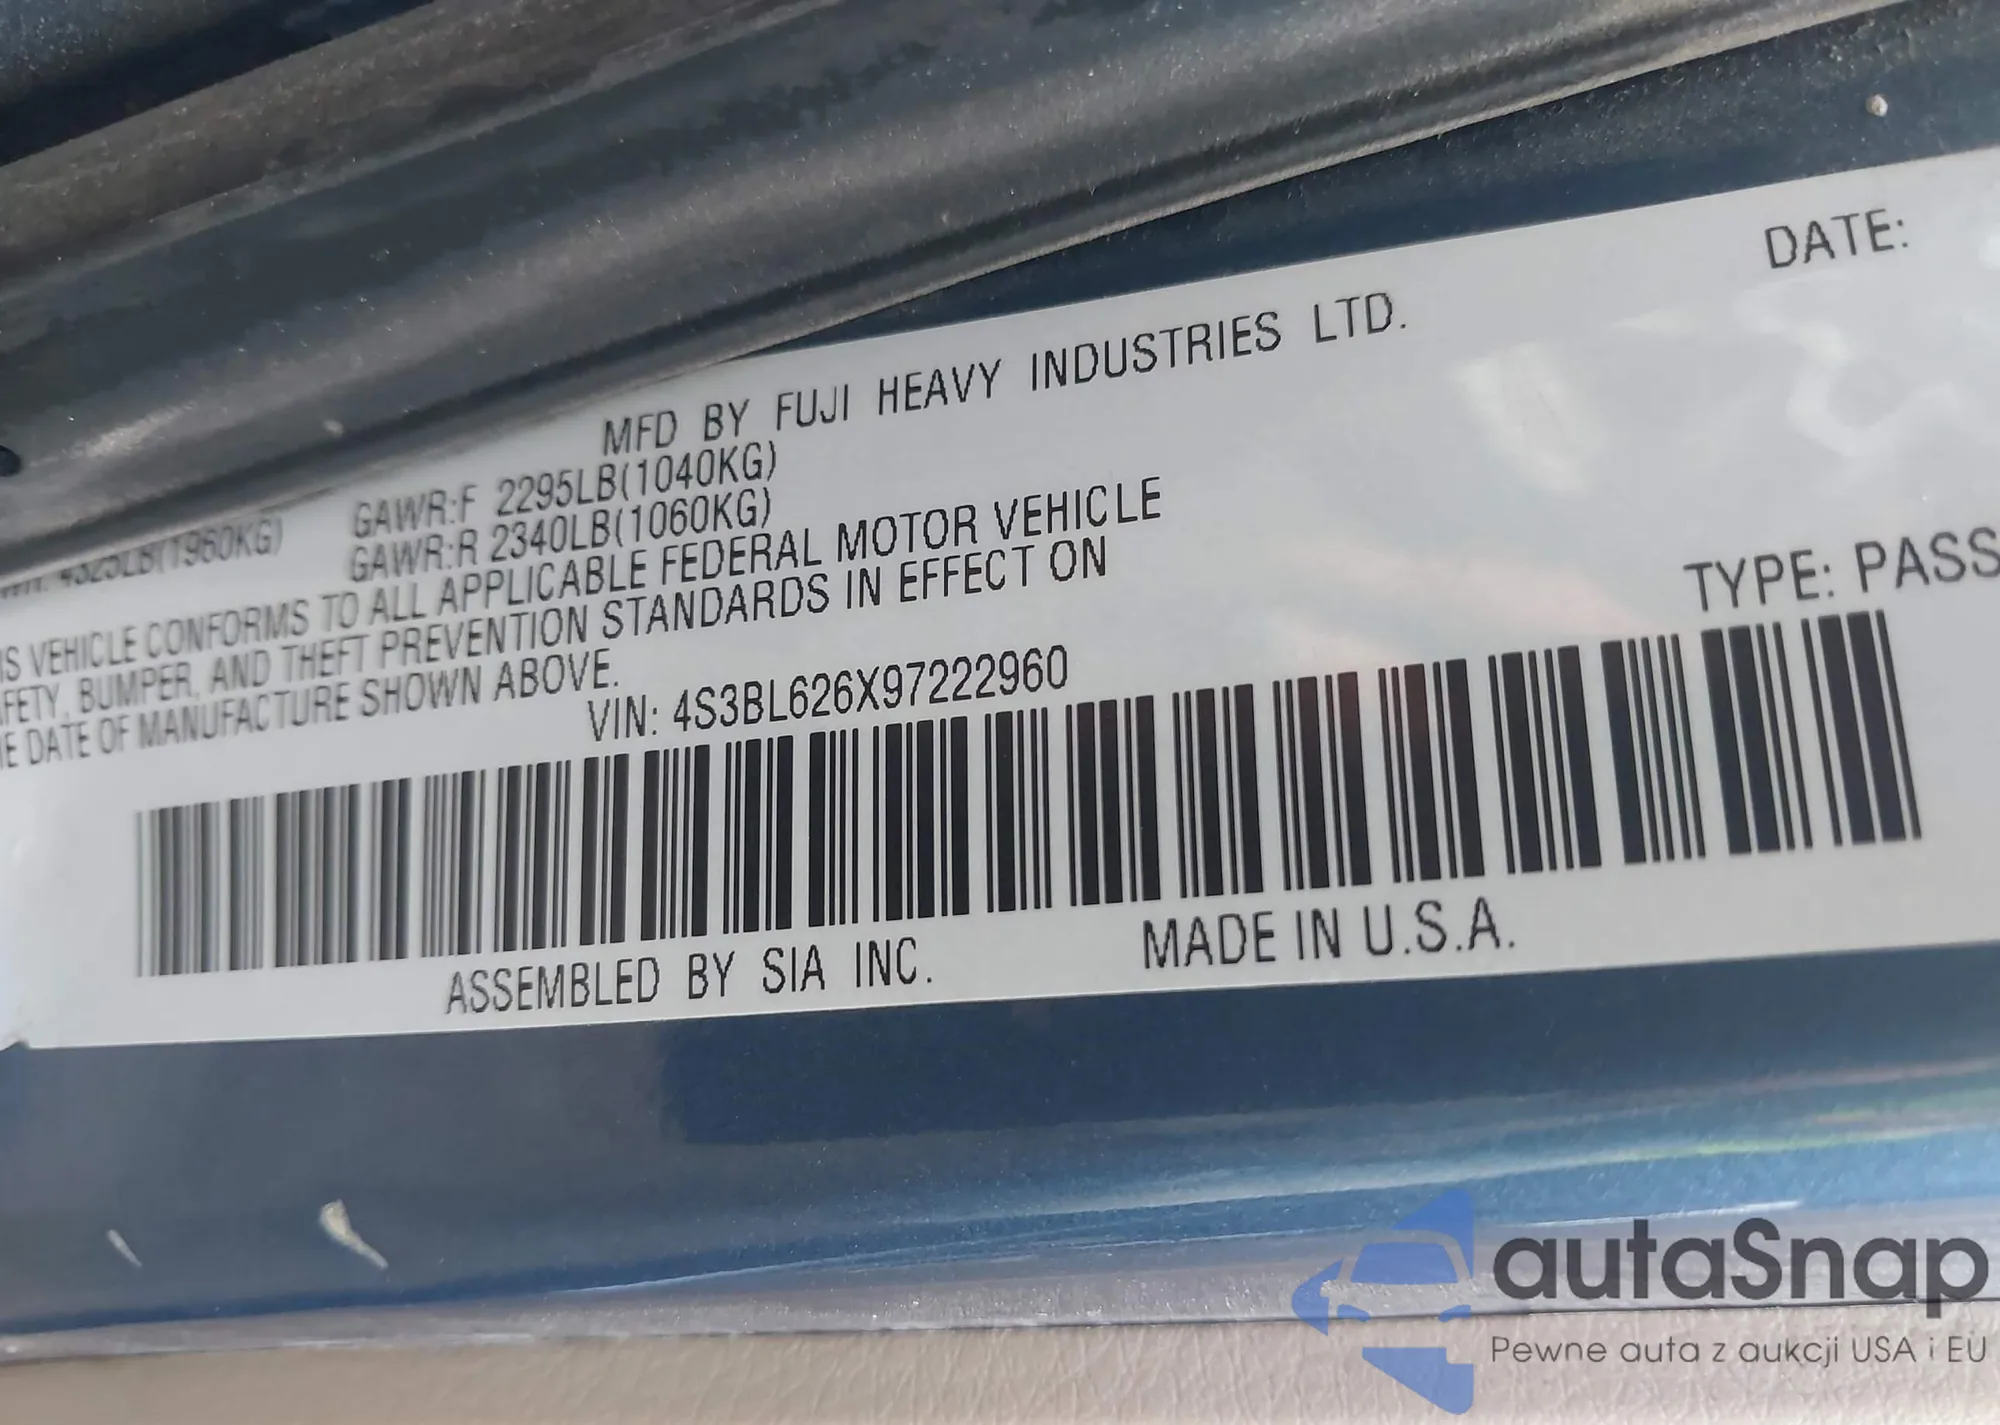 DATE:
MFD BY FUJI HEAVY INDUSTRIES LTD.
GAWR:F 2295LB(1040KG)
4325LB(1960KG) GAWR:R 2340LB(1060KG)
VEHICLE CONFORMS TO ALL APPLICABLE FEDERAL MOTOR VEHICLE
BUMPER, AND THEFT PREVENTION STANDARDS IN EFFECT ON
DATE OF MANUFACTURE SHOWN ABOVE.
VIN: 4S3BL626X97222960
TYPE: PASS
ASSEMBLED BY SIA INC. MADE IN U.S.A.
autaSnap
Pewne auta z aukcji USA i EU